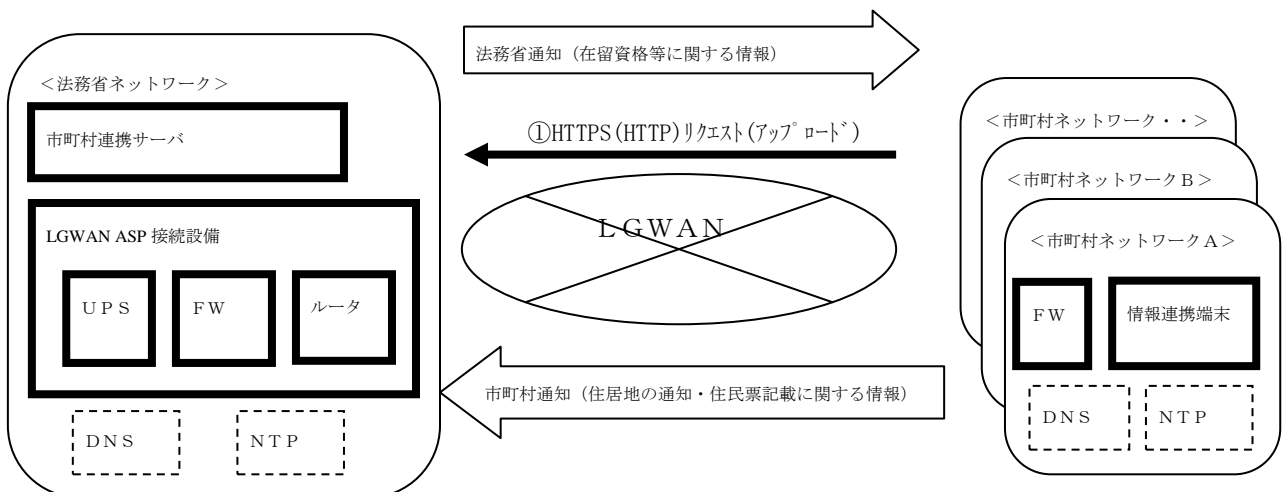 法務省通知（在留資格等に関する情報）
＜法務省ネットワーク＞
市町村連携サーバ
LGWAN ASP 接続設備
ＵＰＳ
ＦＷ
ルータ
ＤＮＳ
ＮＴＰ
①HTTPS(HTTP)ﾘｸｴｽﾄ(ｱｯﾌﾟﾛｰﾄﾞ)
ＬＧＷＡＮ
市町村通知（住居地の通知・住民票記載に関する情報）
＜市町村ネットワーク・・＞
＜市町村ネットワークＢ＞
＜市町村ネットワークＡ＞
ＦＷ
情報連携端末
ＤＮＳ
ＮＴＰ